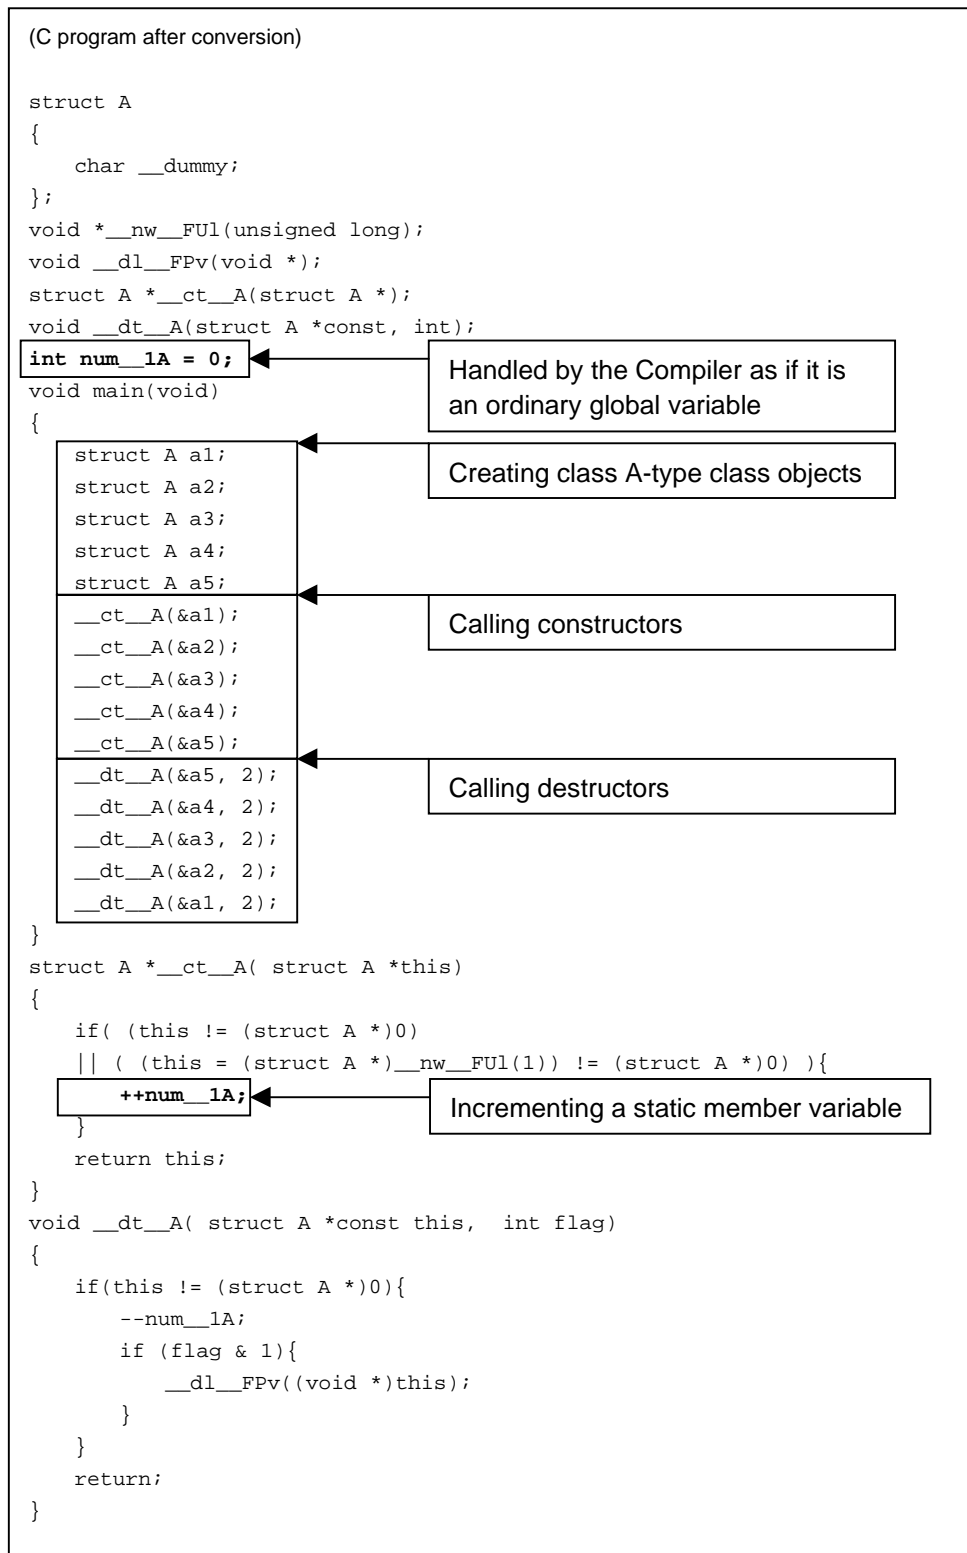 (C program after conversion)
struct A
{
    char __dummy;
};
void *__nw__FUl(unsigned long);
void __dl__FPv(void *);
struct A *__ct__A(struct A *);
void __dt__A(struct A *const, int);
int num__1A = 0;
Handled by the Compiler as if it is
an ordinary global variable
void main(void)
{
    struct A a1;
Creating class A-type class objects
    struct A a2;
    struct A a3;
    struct A a4;
    struct A a5;
    __ct__A(&a1);
Calling constructors
    __ct__A(&a2);
    __ct__A(&a3);
    __ct__A(&a4);
    __ct__A(&a5);
    __dt__A(&a5, 2);
Calling destructors
    __dt__A(&a4, 2);
    __dt__A(&a3, 2);
    __dt__A(&a2, 2);
    __dt__A(&a1, 2);
}
struct A *__ct__A( struct A *this)
{
    if( (this != (struct A *)0)
    || ( (this = (struct A *)__nw__FUl(1)) != (struct A *)0) ){
        ++num__1A;
Incrementing a static member variable
    }
    return this;
}
void __dt__A( struct A *const this,  int flag)
{
    if(this != (struct A *)0){
        --num__1A;
        if (flag & 1){
            __dl__FPv((void *)this);
        }
    }
    return;
}